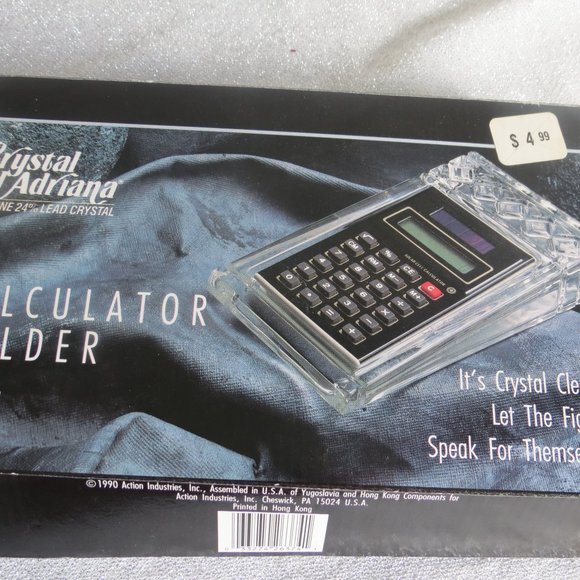 $ 4 99
Crystal
Adriana
NE 24% LEAD CRYSTAL
LCULATOR
LDER
It's Crystal Cle
Let The Fig
Speak For Themse
©1990 Action Industries, Inc., Assembled in U.S.A. of Yugoslavia and Hong Kong Components for
Action Industries, Inc. Cheswick, PA 15024 U.S.A.
Printed in Hong Kong